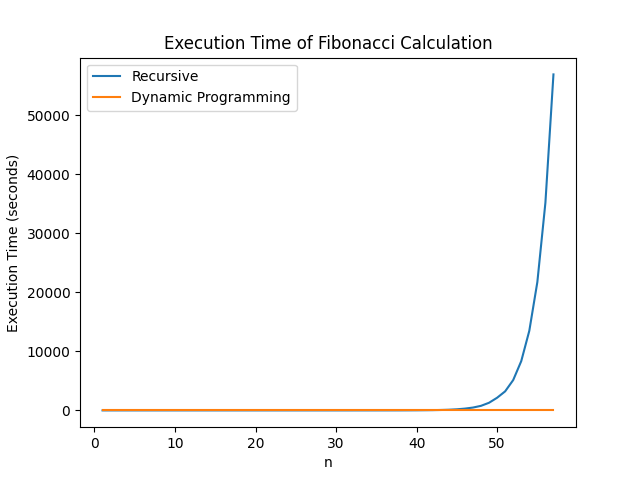 Execution Time of Fibonacci Calculation
Recursive
Dynamic Programming
Execution Time (seconds)
50000
40000
30000
20000
10000
0
0 10 20 30 40 50
n